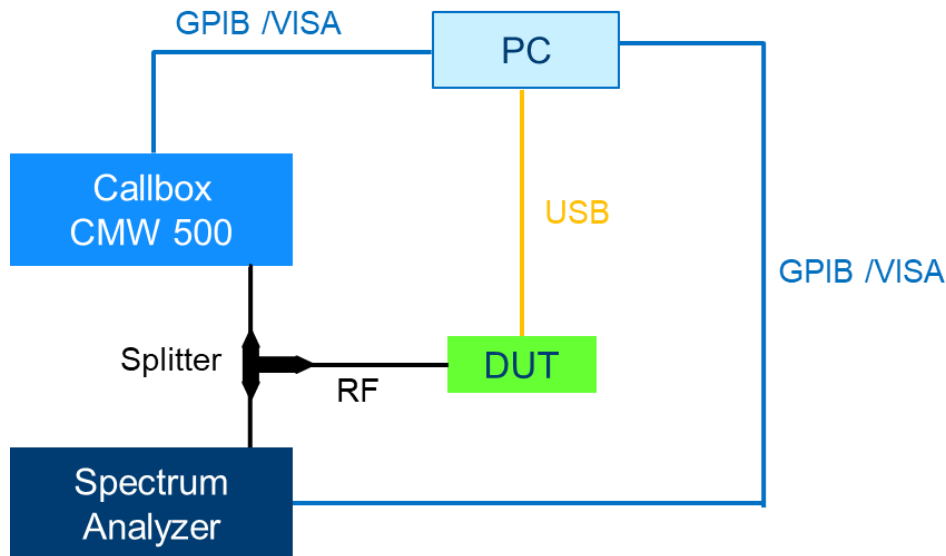 GPIB /VISA
PC
Callbox
CMW 500
USB
GPIB /VISA
Splitter
RF
DUT
Spectrum
Analyzer